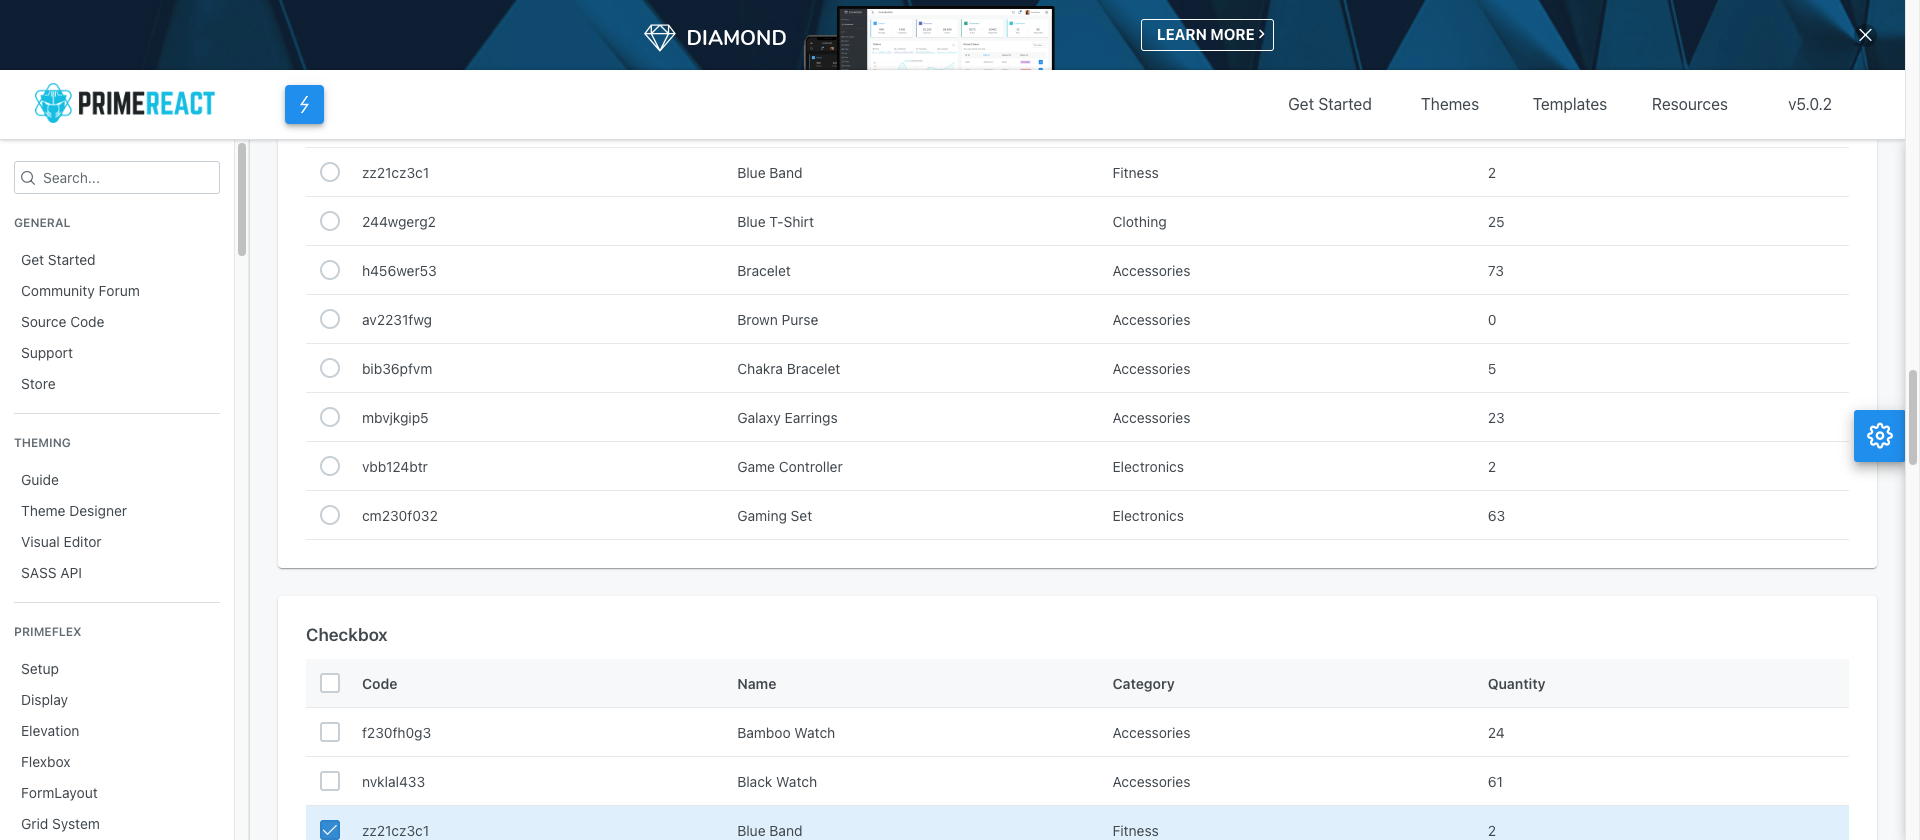 DIAMOND
LEARN MORE
PRIMEREACT
Get Started Themes Templates Resources v5.0.2
Search...
GENERAL
Get Started
Community Forum
Source Code
Support
Store
THEMING
Guide
Theme Designer
Visual Editor
SASS API
PRIMEFLEX
Setup
Display
Elevation
Flexbox
FormLayout
Grid System
zz21cz3c1 Blue Band Fitness 2
244wgerg2 Blue T-Shirt Clothing 25
h456wer53 Bracelet Accessories 73
av2231fwg Brown Purse Accessories 0
bib36pfvm Chakra Bracelet Accessories 5
mbvjkgip5 Galaxy Earrings Accessories 23
vbb124btr Game Controller Electronics 2
cm230f032 Gaming Set Electronics 63
Checkbox
Code Name Category Quantity
f230fh0g3 Bamboo Watch Accessories 24
nvklal433 Black Watch Accessories 61
zz21cz3c1 Blue Band Fitness 2